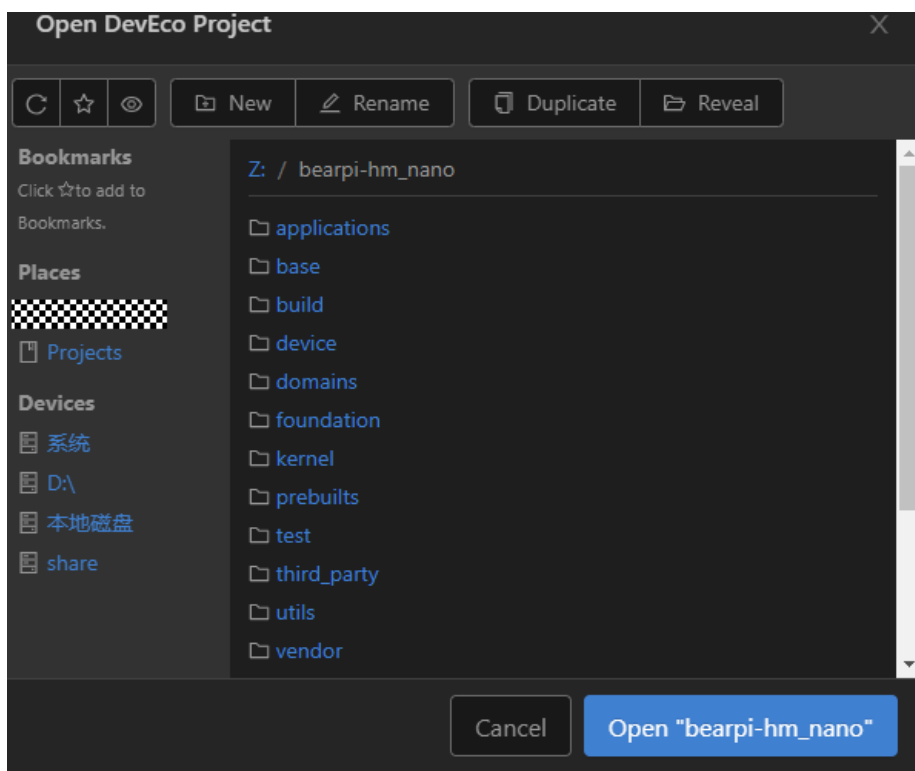 Open DevEco Project X
New Rename Duplicate Reveal
Bookmarks
Click ☆to add to
Bookmarks.
Places
Projects
Devices
系统
D:\
本地磁盘
share
Z: / bearpi-hm_nano
applications
base
build
device
domains
foundation
kernel
prebuilts
test
third_party
utils
vendor
Cancel Open "bearpi-hm_nano"